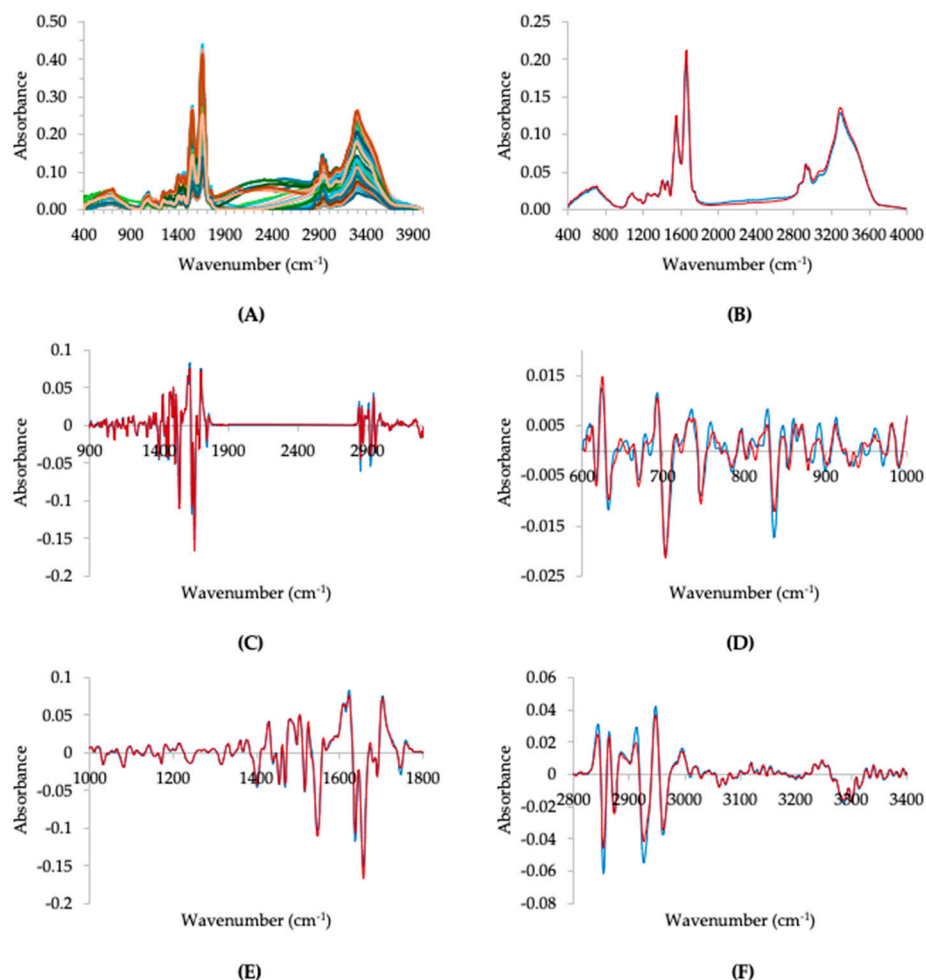 0.50
0.40
0.30
0.20
0.10
0.00
Absorbance
400 900 1400 1900 2400 2900 3400 3900
Wavenumber (cm⁻¹)
(A)
0.25
0.20
0.15
0.10
0.05
0.00
Absorbance
400 800 1200 1600 2000 2400 2800 3200 3600 4000
Wavenumber (cm⁻¹)
(B)
0.1
0.05
0
-0.05
-0.1
-0.15
-0.2
Absorbance
900 1400 1900 2400 2900
Wavenumber (cm⁻¹)
(C)
0.015
0.005
-0.005
-0.015
-0.025
Absorbance
600 700 800 900 1000
Wavenumber (cm⁻¹)
(D)
0.1
0.05
0
-0.05
-0.1
-0.15
-0.2
Absorbance
1000 1200 1400 1600 1800
Wavenumber (cm⁻¹)
(E)
0.06
0.04
0.02
0
-0.02
-0.04
-0.06
-0.08
Absorbance
2800 2900 3000 3100 3200 3300 3400
Wavenumber (cm⁻¹)
(F)